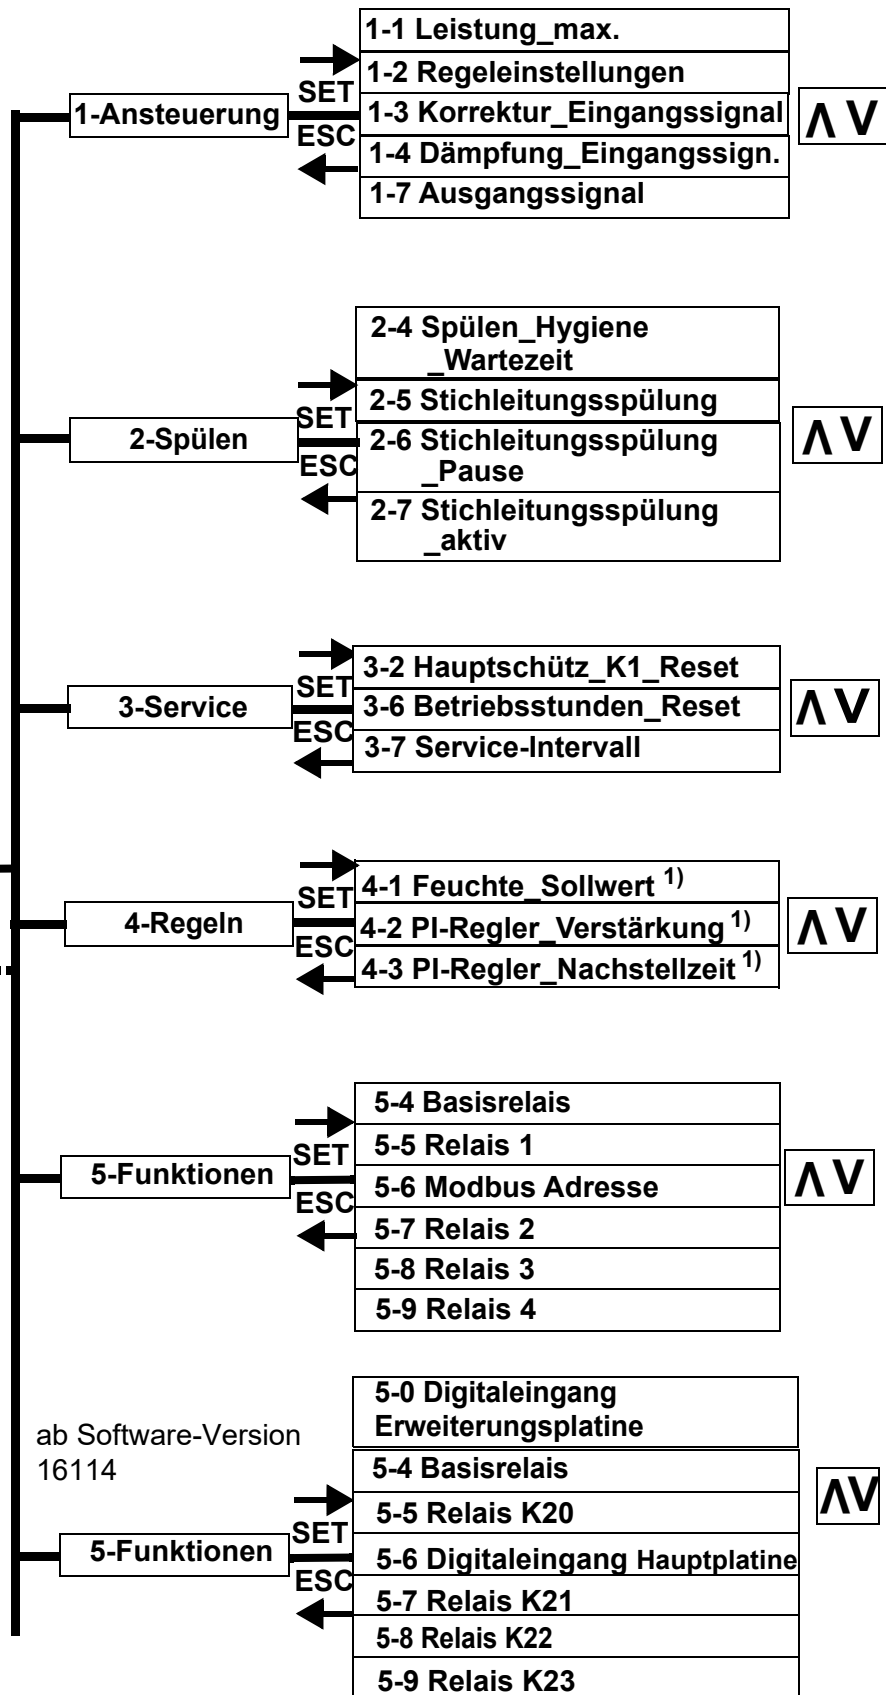 1-1 Leistung_max.
1-2 Regeleinstellungen
1-Ansteuerung
SET
ESC
1-3 Korrektur_Eingangssignal
1-4 Dämpfung_Eingangssign.
1-7 Ausgangssignal
Λ V
2-4 Spülen_Hygiene
_Wartezeit
2-5 Stichleitungsspülung
2-Spülen
SET
ESC
2-6 Stichleitungsspülung
_Pause
2-7 Stichleitungsspülung
_aktiv
Λ V
3-2 Hauptschütz_K1_Reset
3-Service
SET
ESC
3-6 Betriebsstunden_Reset
3-7 Service-Intervall
Λ V
4-1 Feuchte_Sollwert 1)
4-Regeln
SET
ESC
4-2 PI-Regler_Verstärkung 1)
4-3 PI-Regler_Nachstellzeit 1)
Λ V
5-4 Basisrelais
5-5 Relais 1
5-Funktionen
SET
ESC
5-6 Modbus Adresse
5-7 Relais 2
5-8 Relais 3
5-9 Relais 4
Λ V
ab Software-Version
16114
5-0 Digitaleingang
Erweiterungsplatine
5-4 Basisrelais
5-5 Relais K20
5-Funktionen
SET
ESC
5-6 Digitaleingang Hauptplatine
5-7 Relais K21
5-8 Relais K22
5-9 Relais K23
ΛV